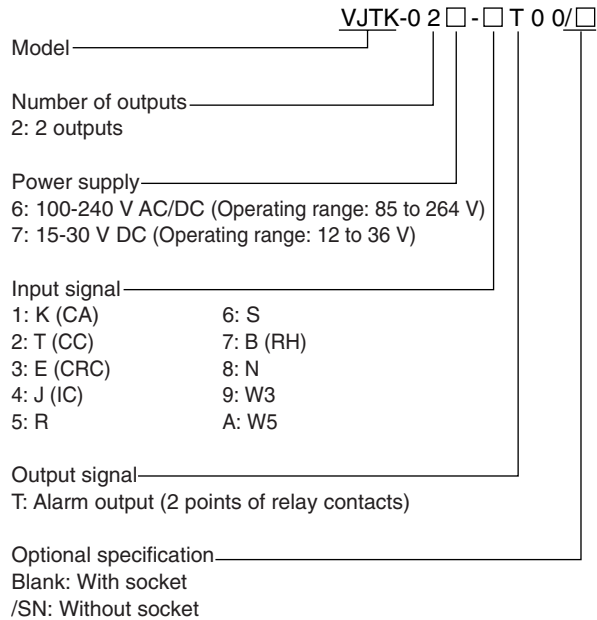 VJTK-0 2 □ - □ T 0 0/□
Model
Number of outputs
2: 2 outputs
Power supply
6: 100-240 V AC/DC (Operating range: 85 to 264 V)
7: 15-30 V DC (Operating range: 12 to 36 V)
Input signal
1: K (CA) 6: S
2: T (CC) 7: B (RH)
3: E (CRC) 8: N
4: J (IC) 9: W3
5: R A: W5
Output signal
T: Alarm output (2 points of relay contacts)
Optional specification
Blank: With socket
/SN: Without socket